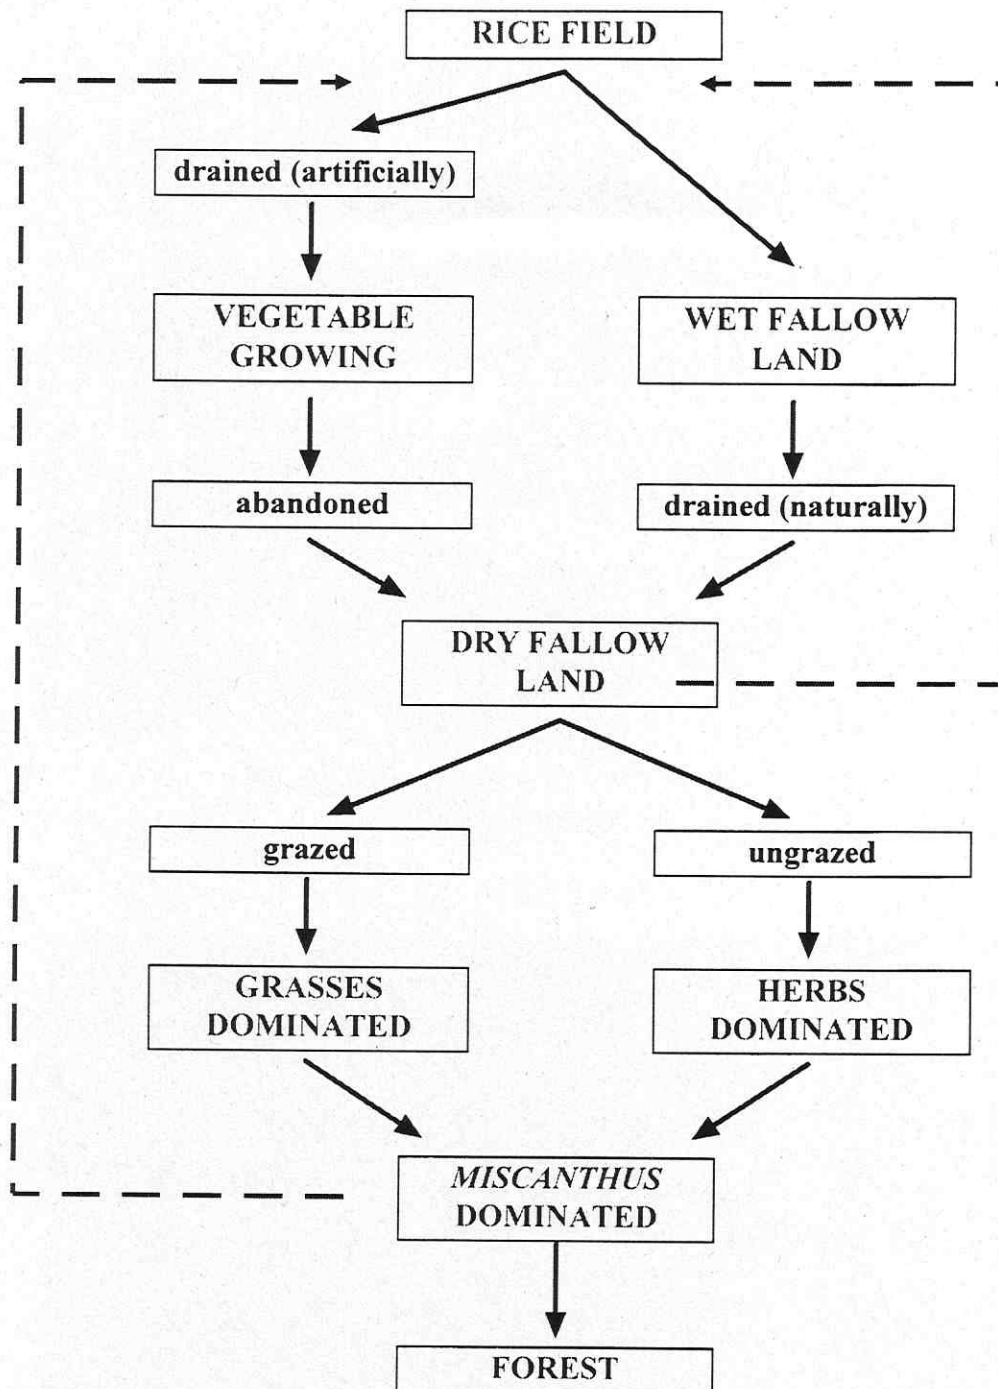 RICE FIELD
drained (artificially)
VEGETABLE
GROWING
WET FALLOW
LAND
abandoned
drained (naturally)
DRY FALLOW
LAND
grazed
ungrazed
GRASSES
DOMINATED
HERBS
DOMINATED
MISCANTHUS
DOMINATED
FOREST